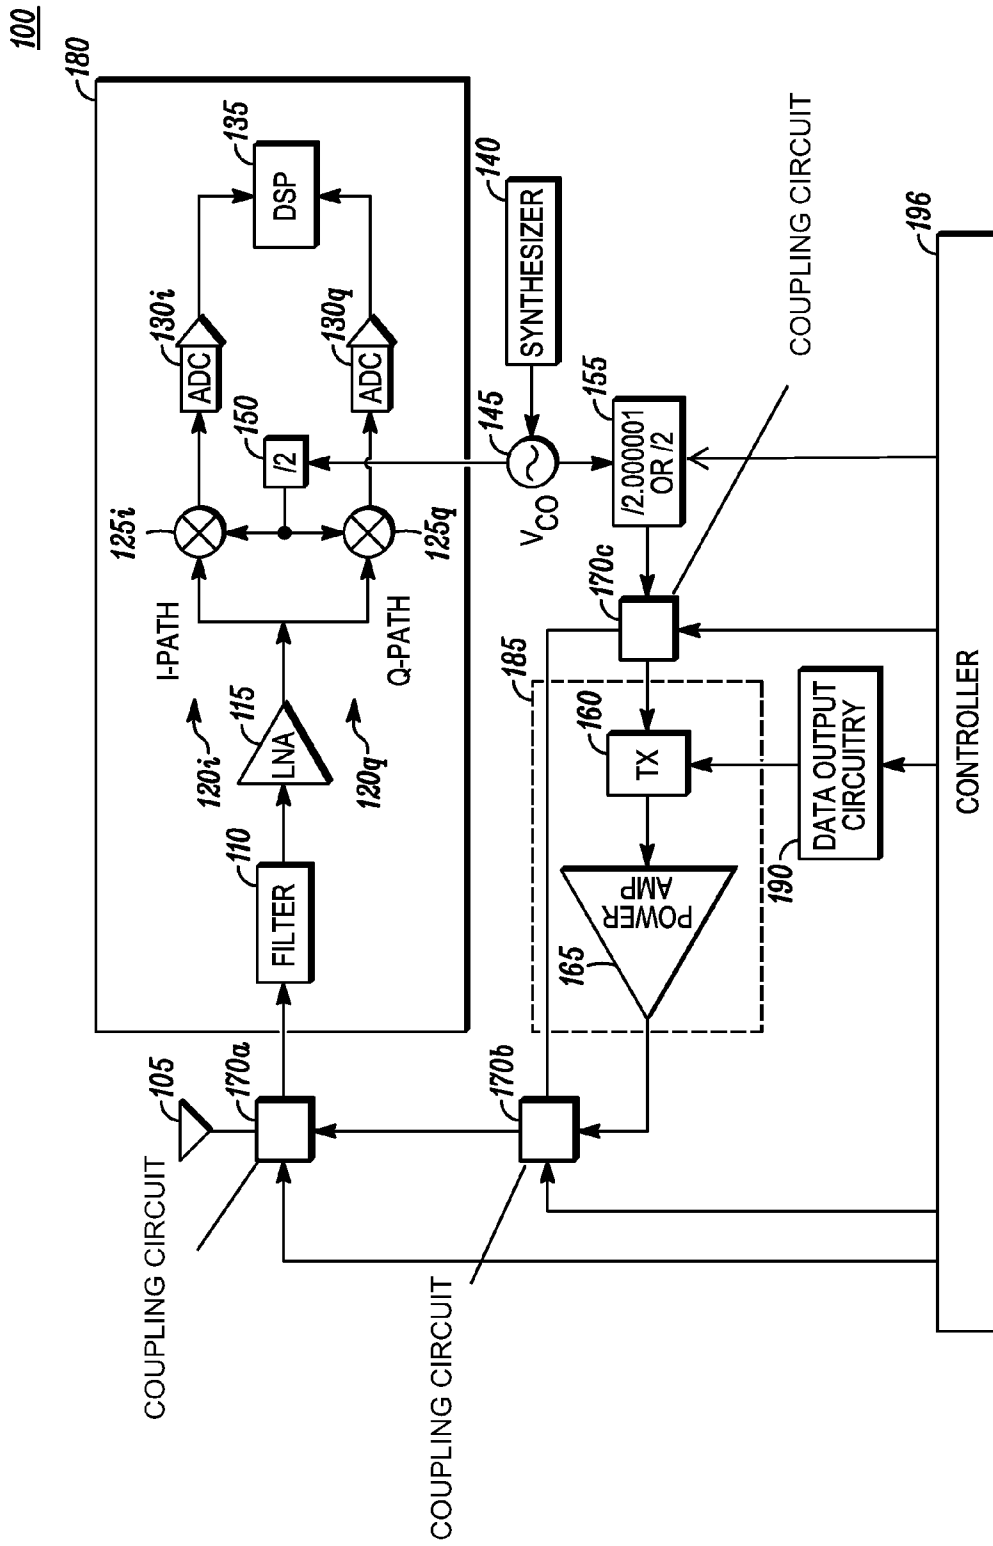 100
180
135
DSP
130i
ADC
130q
ADC
150
/2
125i
125q
I-PATH
Q-PATH
120i
115
LNA
120q
110
FILTER
105
170a
COUPLING CIRCUIT
140
SYNTHESIZER
145
VCO
155
/2.000001
OR /2
170c
COUPLING CIRCUIT
185
160
TX
165
POWER
AMP
170b
COUPLING CIRCUIT
190
DATA OUTPUT
CIRCUITRY
196
CONTROLLER